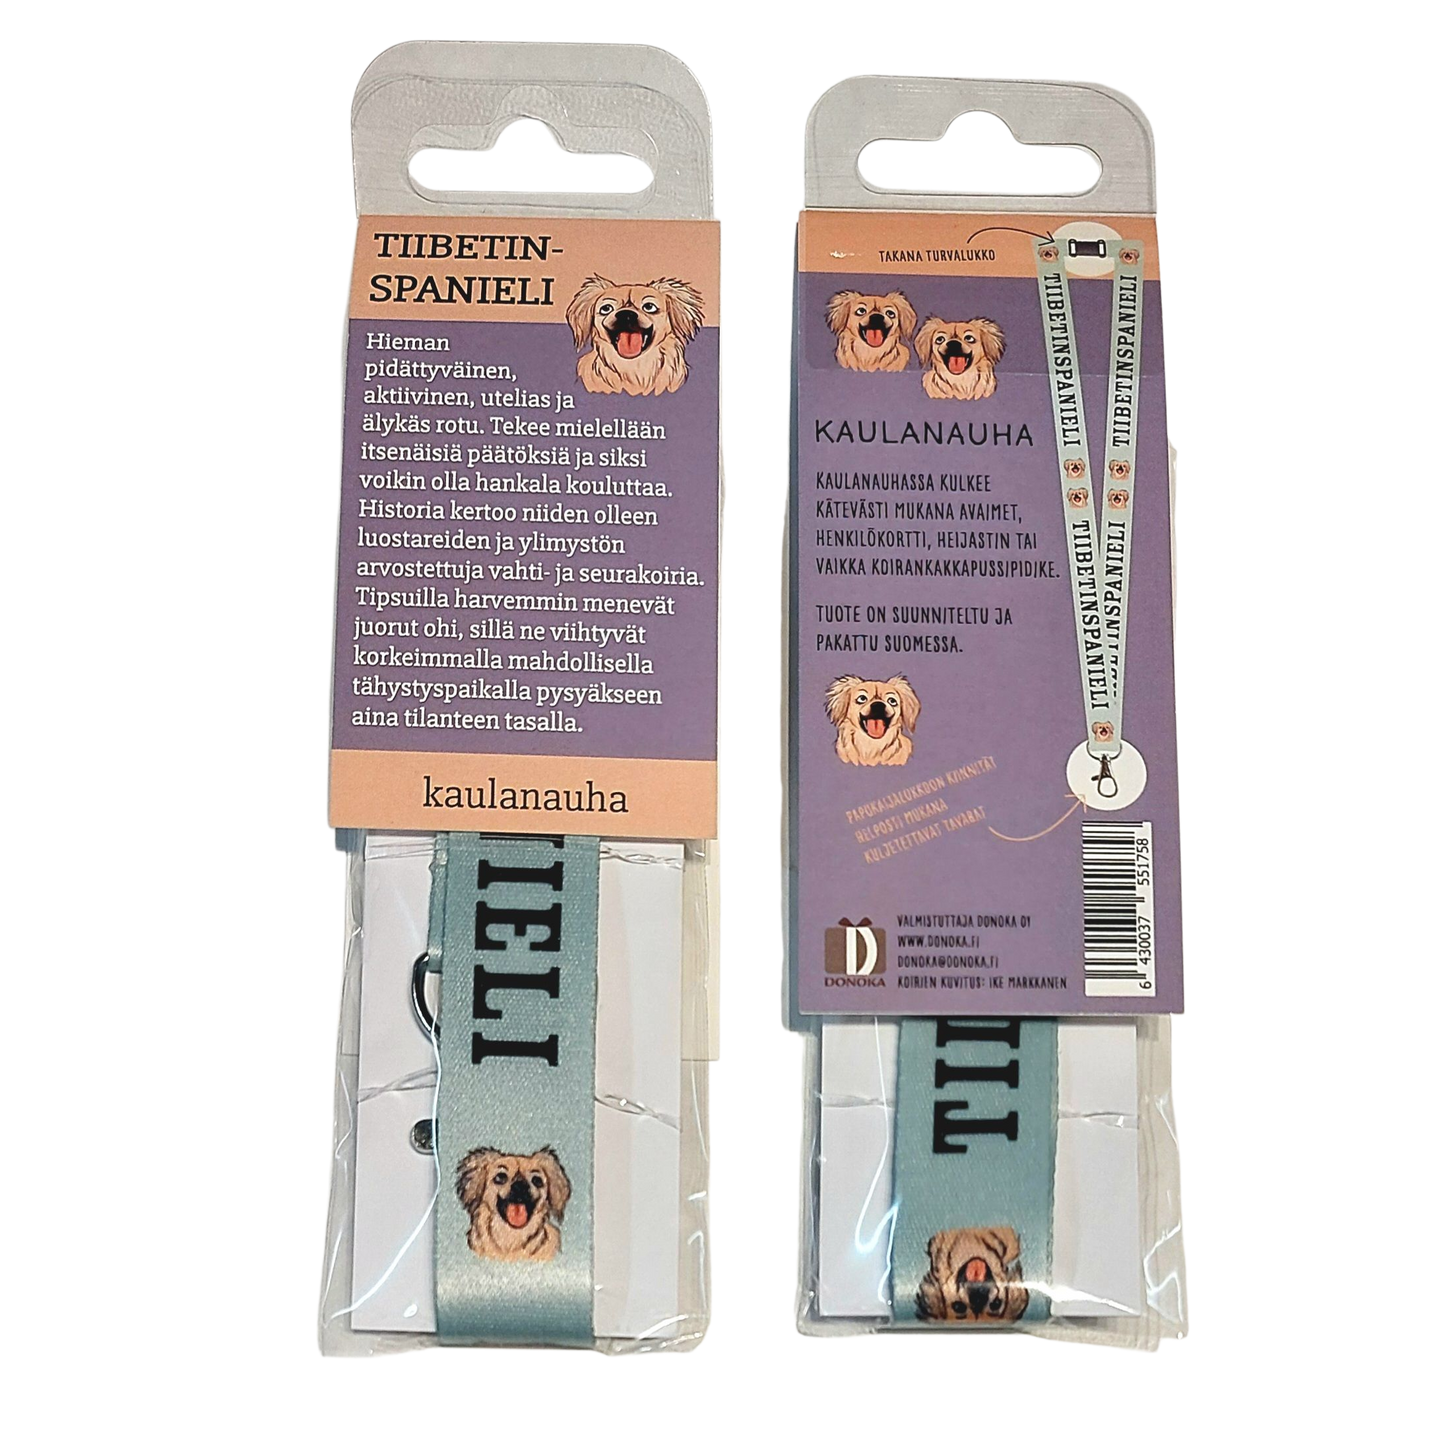 TIIBETIN-
SPANIELI
Hieman
pidättyväinen,
aktiivinen, utelias ja
älykäs rotu. Tekee mielellään
itsenäisiä päätöksiä ja siksi
voikin olla hankala kouluttaa.
Historia kertoo niiden olleen
luostareiden ja ylimystön
arvostettuja vahti- ja seurakoiria.
Tipsuilla harvemmin menevät
juorut ohi, sillä ne viihtyvät
korkeimmalla mahdollisella
tähystyspaikalla pysyäkseen
aina tilanteen tasalla.
kaulanauha
IELI
TAKANA TURVALUKKO
TIIBETINSPANIELI
TIIBETINSPANIELI
TIIBETINSPANIELI
TIIBETINSPANIELI
KAULANAUHA
KAULANAUHASSA KULKEE
KÄTEVÄSTI MUKANA AVAIMET,
HENKILÖKORTTI, HEIJASTIN TAI
VAIKKA KOIRANKAKKAPUSSIPIDIKE.
TUOTE ON SUUNNITELTU JA
PAKATTU SUOMESSA.
PAPUKAIJALUKKOON KIINNITÄT
HELPOSTI MUKANA
KULJETETTAVAT TAVARAT
D
DONOKA
VALMISTUTTAJA DONOKA OY
WWW.DONOKA.FI
DONOKA@DONOKA.FI
KOIRIEN KUVITUS: IKE MARKKANEN
6 430037 551758
TII